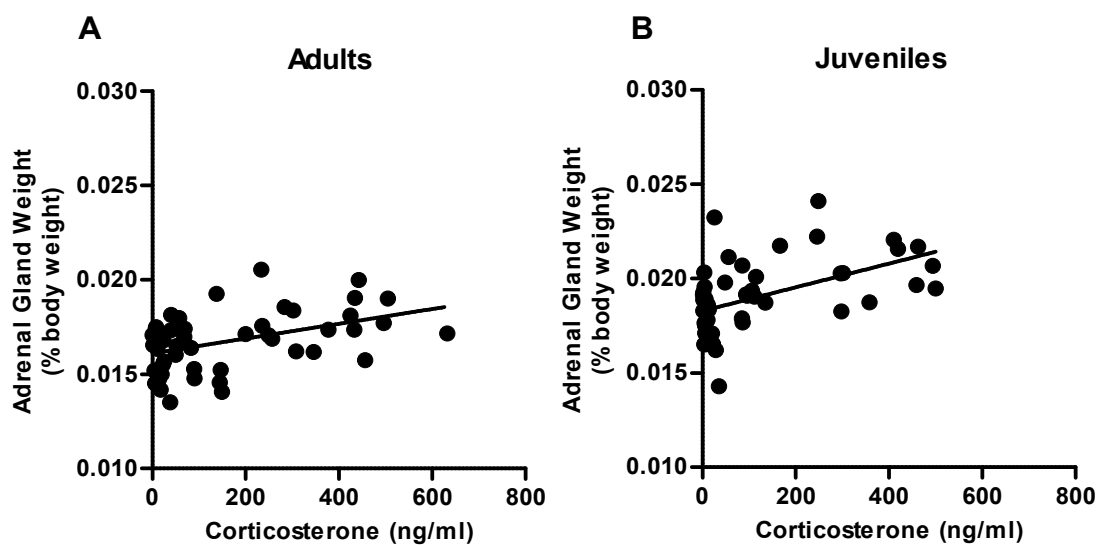 A
Adults
0.030
0.025
0.020
0.015
0.010
Adrenal Gland Weight
(% body weight)
0 200 400 600 800
Corticosterone (ng/ml)
B
Juveniles
0.030
0.025
0.020
0.015
0.010
Adrenal Gland Weight
(% body weight)
0 200 400 600 800
Corticosterone (ng/ml)